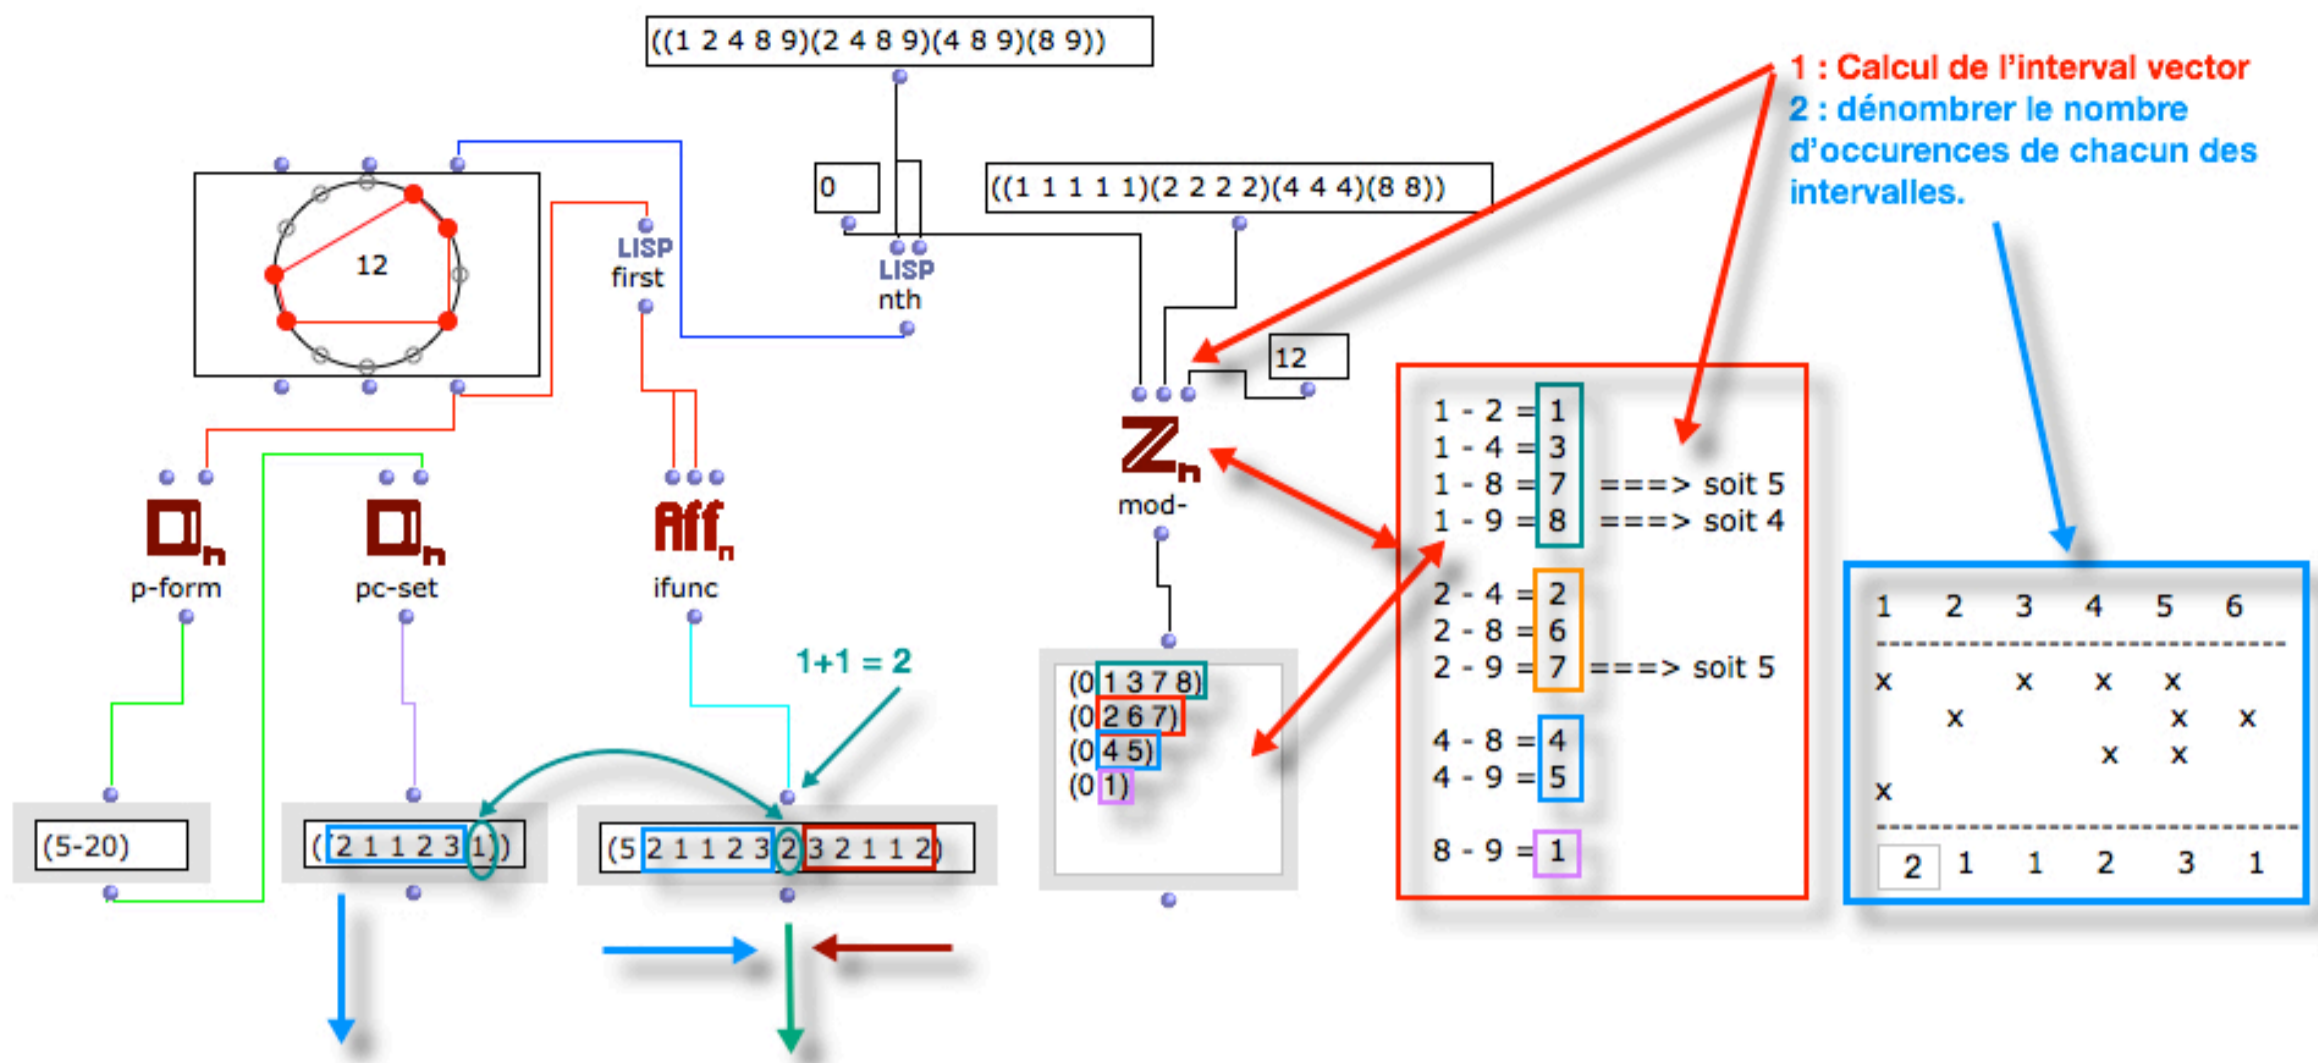 ((1 2 4 8 9)(2 4 8 9)(4 8 9)(8 9))
1 : Calcul de l'interval vector
2 : dénombrer le nombre
d'occurences de chacun des
intervalles.
0
((1 1 1 1 1)(2 2 2 2)(4 4 4)(8 8))
12
LISP
first
LISP
nth
12
Zn
mod-
n
p-form
n
pc-set
Affn
ifunc
1 - 2 = 1
1 - 4 = 3
1 - 8 = 7 ===> soit 5
1 - 9 = 8 ===> soit 4
2 - 4 = 2
2 - 8 = 6
2 - 9 = 7 ===> soit 5
4 - 8 = 4
4 - 9 = 5
8 - 9 = 1
1 2 3 4 5 6
------------------------------
x x x x
x x x
x x
x
------------------------------
2 1 1 2 3 1
1+1 = 2
(0 1 3 7 8)
(0 2 6 7)
(0 4 5)
(0 1)
(5-20)
((2 1 1 2 3 1))
(5 2 1 1 2 3 2 3 2 1 1 2)